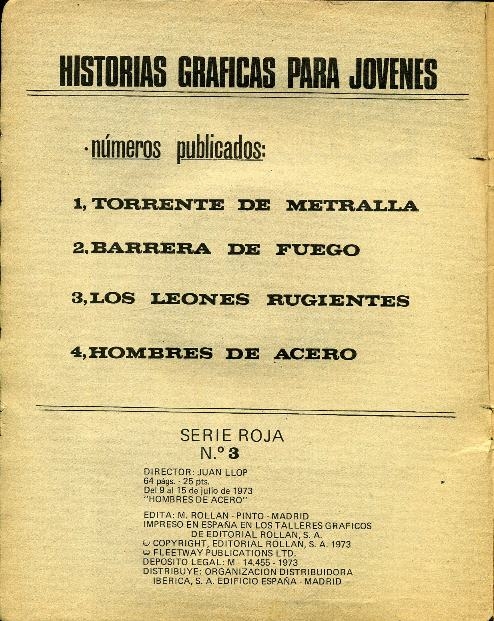 HISTORIAS GRAFICAS PARA JOVENES
·números publicados:
1, TORRENTE DE METRALLA
2, BARRERA DE FUEGO
3, LOS LEONES RUGIENTES
4, HOMBRES DE ACERO
SERIE ROJA
N.º 3
DIRECTOR: JUAN LLOP
64 págs. - 25 pts.
Del 9 al 15 de julio de 1973
"HOMBRES DE ACERO"
EDITA: M. ROLLAN - PINTO - MADRID
IMPRESO EN ESPAÑA EN LOS TALLERES GRAFICOS
DE EDITORIAL ROLLAN, S. A.
© COPYRIGHT, EDITORIAL ROLLAN, S. A. 1973
© FLEETWAY PUBLICATIONS LTD.
DEPOSITO LEGAL: M - 14.455 - 1973
DISTRIBUYE: ORGANIZACION DISTRIBUIDORA
IBERICA, S. A. EDIFICIO ESPAÑA - MADRID